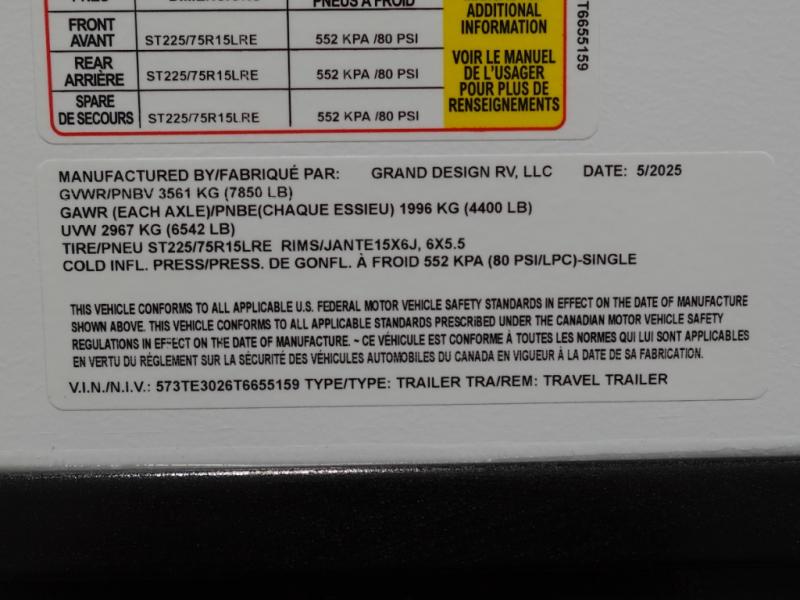 PNEUS À FROID
ADDITIONAL
INFORMATION
VOIR LE MANUEL
DE L'USAGER
POUR PLUS DE
RENSEIGNEMENTS
FRONT
AVANT ST225/75R15LRE 552 KPA /80 PSI
REAR
ARRIÈRE ST225/75R15LRE 552 KPA /80 PSI
SPARE
DE SECOURS ST225/75R15LRE 552 KPA /80 PSI
T6655159
MANUFACTURED BY/FABRIQUÉ PAR: GRAND DESIGN RV, LLC DATE: 5/2025
GVWR/PNBV 3561 KG (7850 LB)
GAWR (EACH AXLE)/PNBE(CHAQUE ESSIEU) 1996 KG (4400 LB)
UVW 2967 KG (6542 LB)
TIRE/PNEU ST225/75R15LRE RIMS/JANTE15X6J, 6X5.5
COLD INFL. PRESS/PRESS. DE GONFL. À FROID 552 KPA (80 PSI/LPC)-SINGLE
THIS VEHICLE CONFORMS TO ALL APPLICABLE U.S. FEDERAL MOTOR VEHICLE SAFETY STANDARDS IN EFFECT ON THE DATE OF MANUFACTURE
SHOWN ABOVE. THIS VEHICLE CONFORMS TO ALL APPLICABLE STANDARDS PRESCRIBED UNDER THE CANADIAN MOTOR VEHICLE SAFETY
REGULATIONS IN EFFECT ON THE DATE OF MANUFACTURE. ~ CE VÉHICULE EST CONFORME À TOUTES LES NORMES QUI LUI SONT APPLICABLES
EN VERTU DU RÈGLEMENT SUR LA SÉCURITÉ DES VÉHICULES AUTOMOBILES DU CANADA EN VIGUEUR À LA DATE DE SA FABRICATION.
V.I.N./N.I.V.: 573TE3026T6655159 TYPE/TYPE: TRAILER TRA/REM: TRAVEL TRAILER